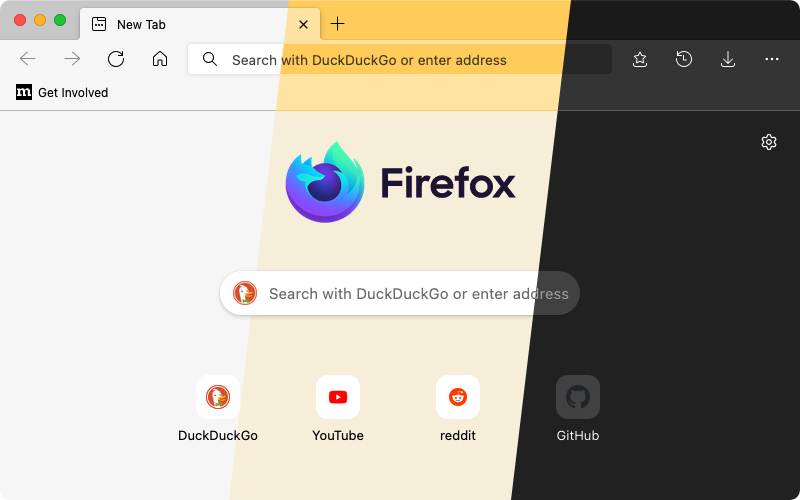 New Tab
Search with DuckDuckGo or enter address
m Get Involved
Firefox
Search with DuckDuckGo or enter address
DuckDuckGo
YouTube
reddit
GitHub